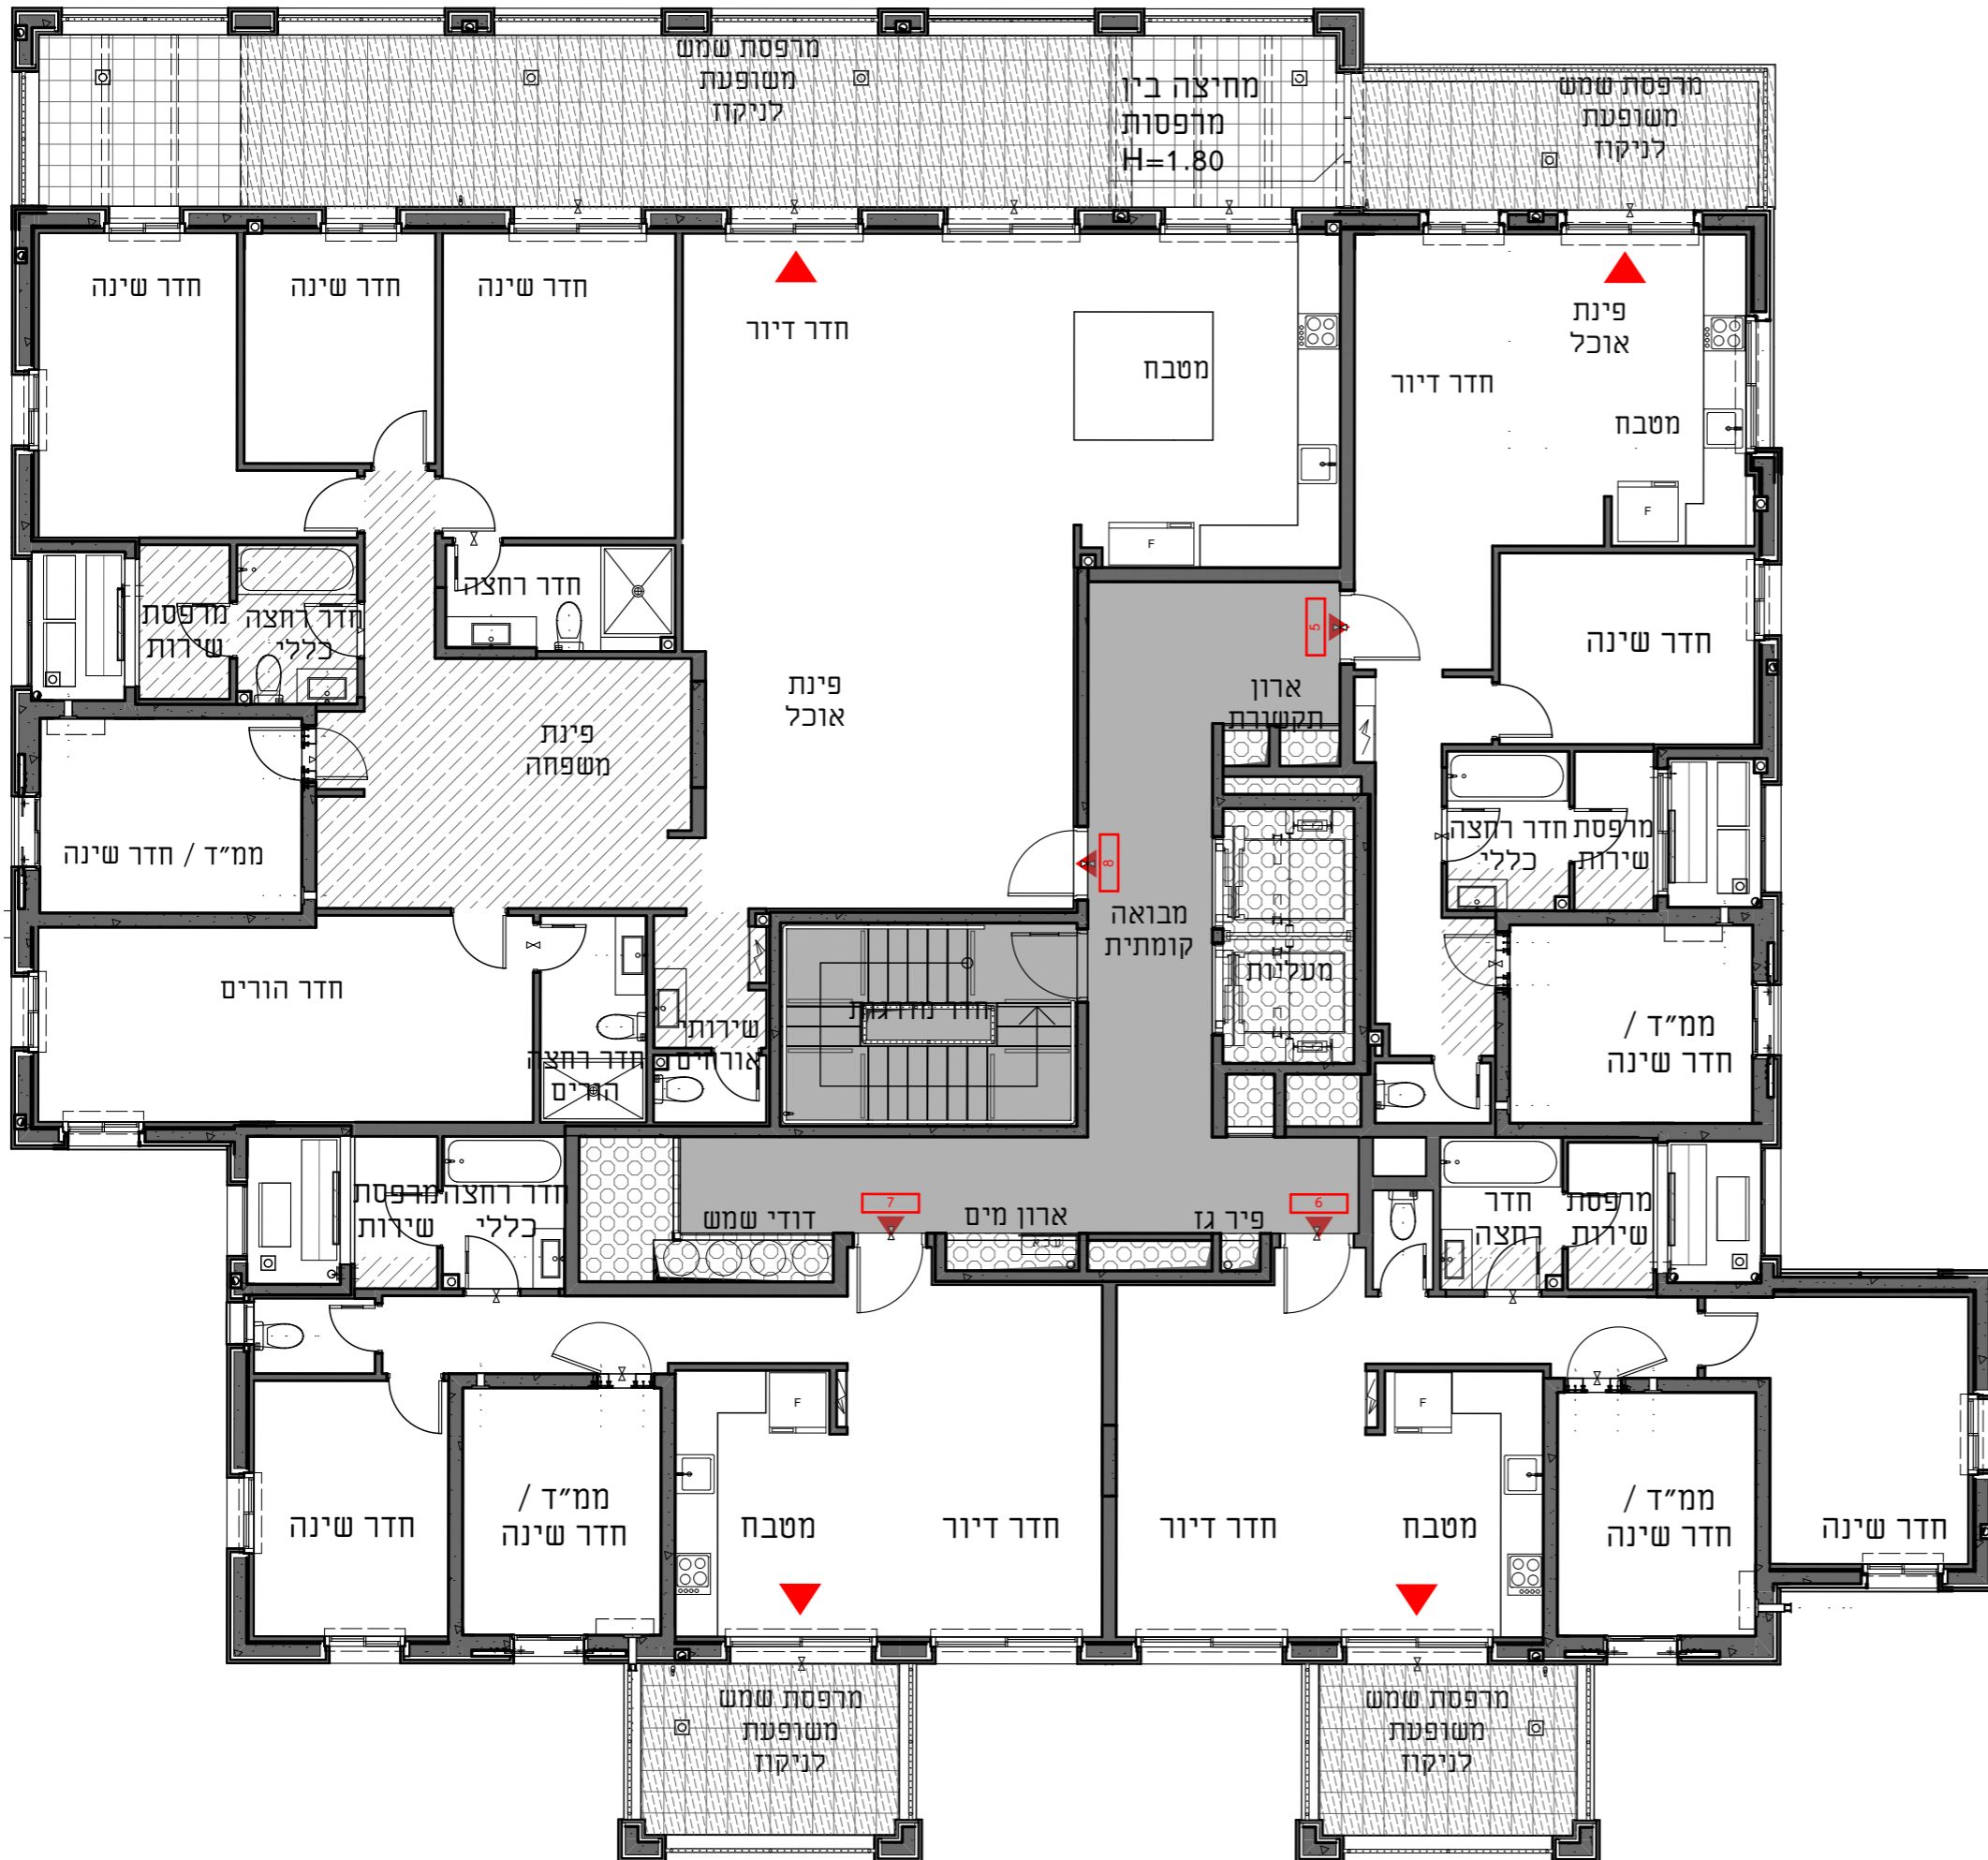 מרפסת שמש
משופעת
לניקוז
מחיצה בין
מרפסות
H=1.80
מרפסת שמש
משופעת
לניקוז
חדר שינה
חדר שינה
חדר שינה
חדר דיור
מטבח
F
פינת
אוכל
חדר דיור
מטבח
F
חדר רחצה
מרפסת
שירות
חדר רחצה
כללי
פינת
משפחה
פינת
אוכל
5
ארון
תקשורת
חדר שינה
ממ״ד / חדר שינה
8
מבואה
קומתית
מעליות
חדר רחצה
כללי
מרפסת
שירות
חדר הורים
חדר רחצה
הורים
שירותי
אורחים
חדר מדרגות
ממ״ד /
חדר שינה
מרפסת
שירות
חדר רחצה
כללי
דודי שמש
7
ארון מים
פיר גז
6
חדר
רחצה
מרפסת
שירות
F
F
חדר שינה
ממ״ד /
חדר שינה
מטבח
חדר דיור
חדר דיור
מטבח
ממ״ד /
חדר שינה
חדר שינה
מרפסת שמש
משופעת
לניקוז
מרפסת שמש
משופעת
לניקוז